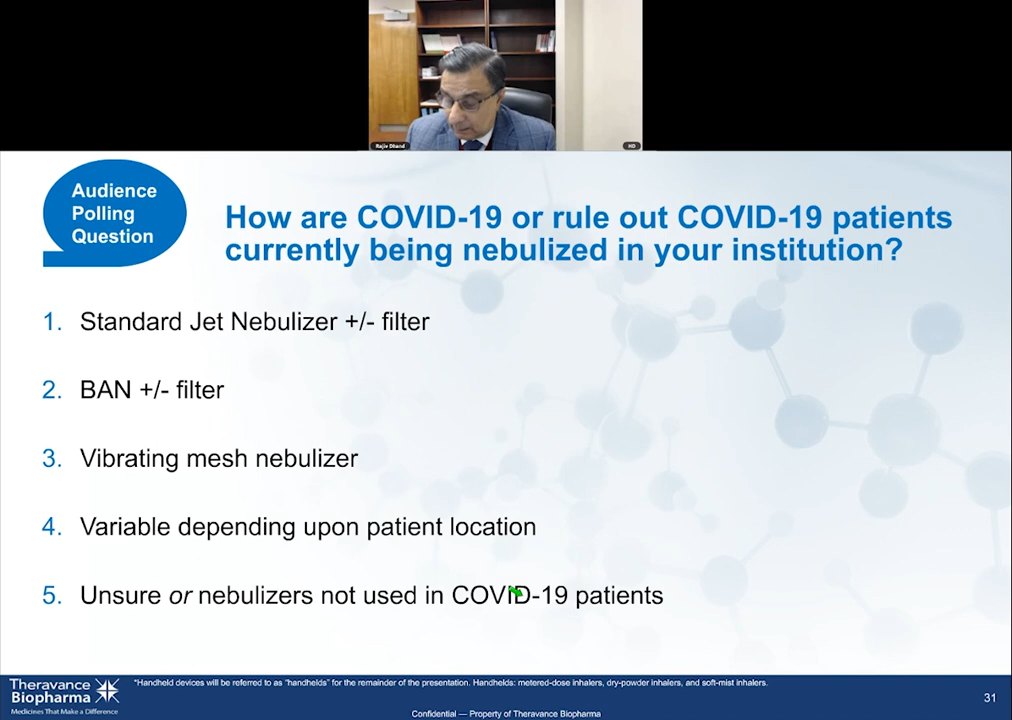 Rajiv Dhand
HD
Audience
Polling
Question
How are COVID-19 or rule out COVID-19 patients
currently being nebulized in your institution?
1. Standard Jet Nebulizer +/- filter
2. BAN +/- filter
3. Vibrating mesh nebulizer
4. Variable depending upon patient location
5. Unsure or nebulizers not used in COVID-19 patients
Theravance
Biopharma
Medicines That Make a Difference
*Handheld devices will be referred to as "handhelds" for the remainder of the presentation. Handhelds: metered-dose inhalers, dry-powder inhalers, and soft-mist inhalers.
Confidential — Property of Theravance Biopharma
31